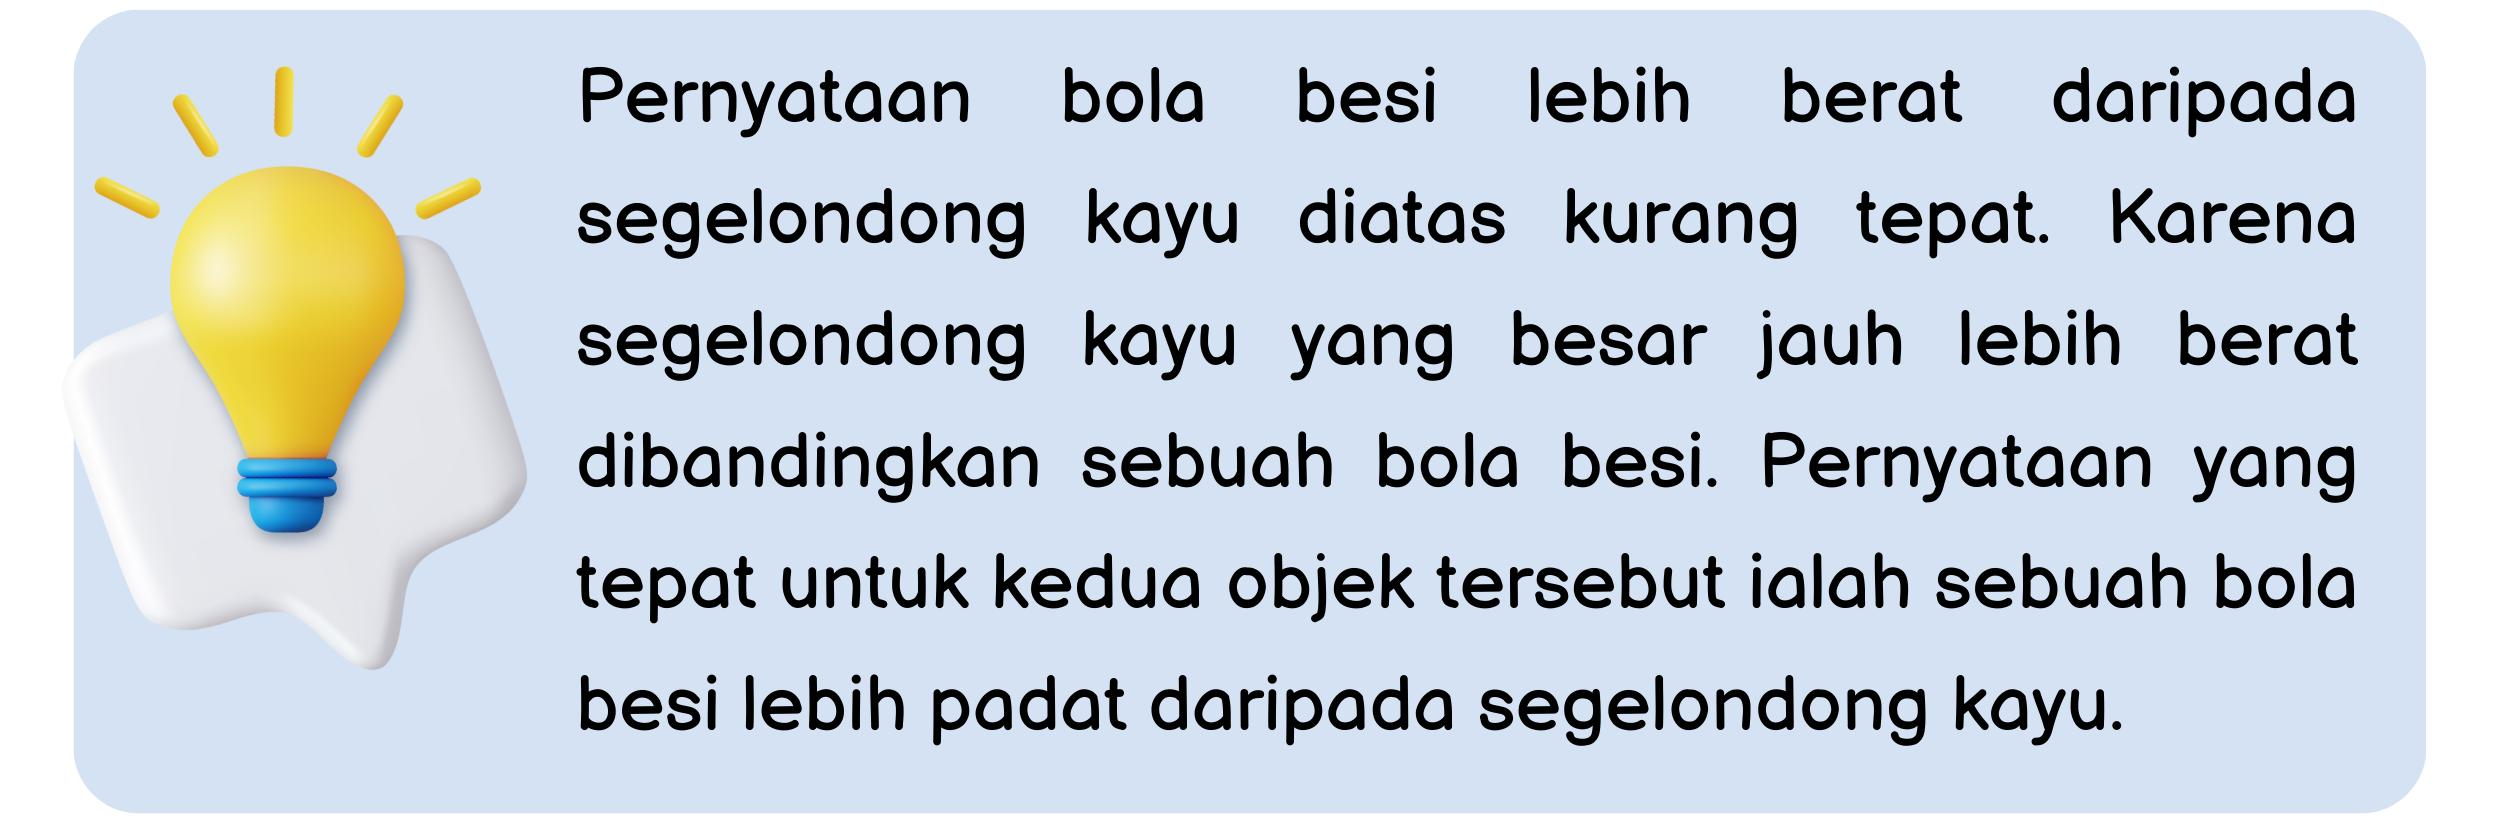 Pernyataan bola besi lebih berat daripada
segelondong kayu diatas kurang tepat. Karena
segelondong kayu yang besar jauh lebih berat
dibandingkan sebuah bola besi. Pernyataan yang
tepat untuk kedua objek tersebut ialah sebuah bola
besi lebih padat daripada segelondong kayu.